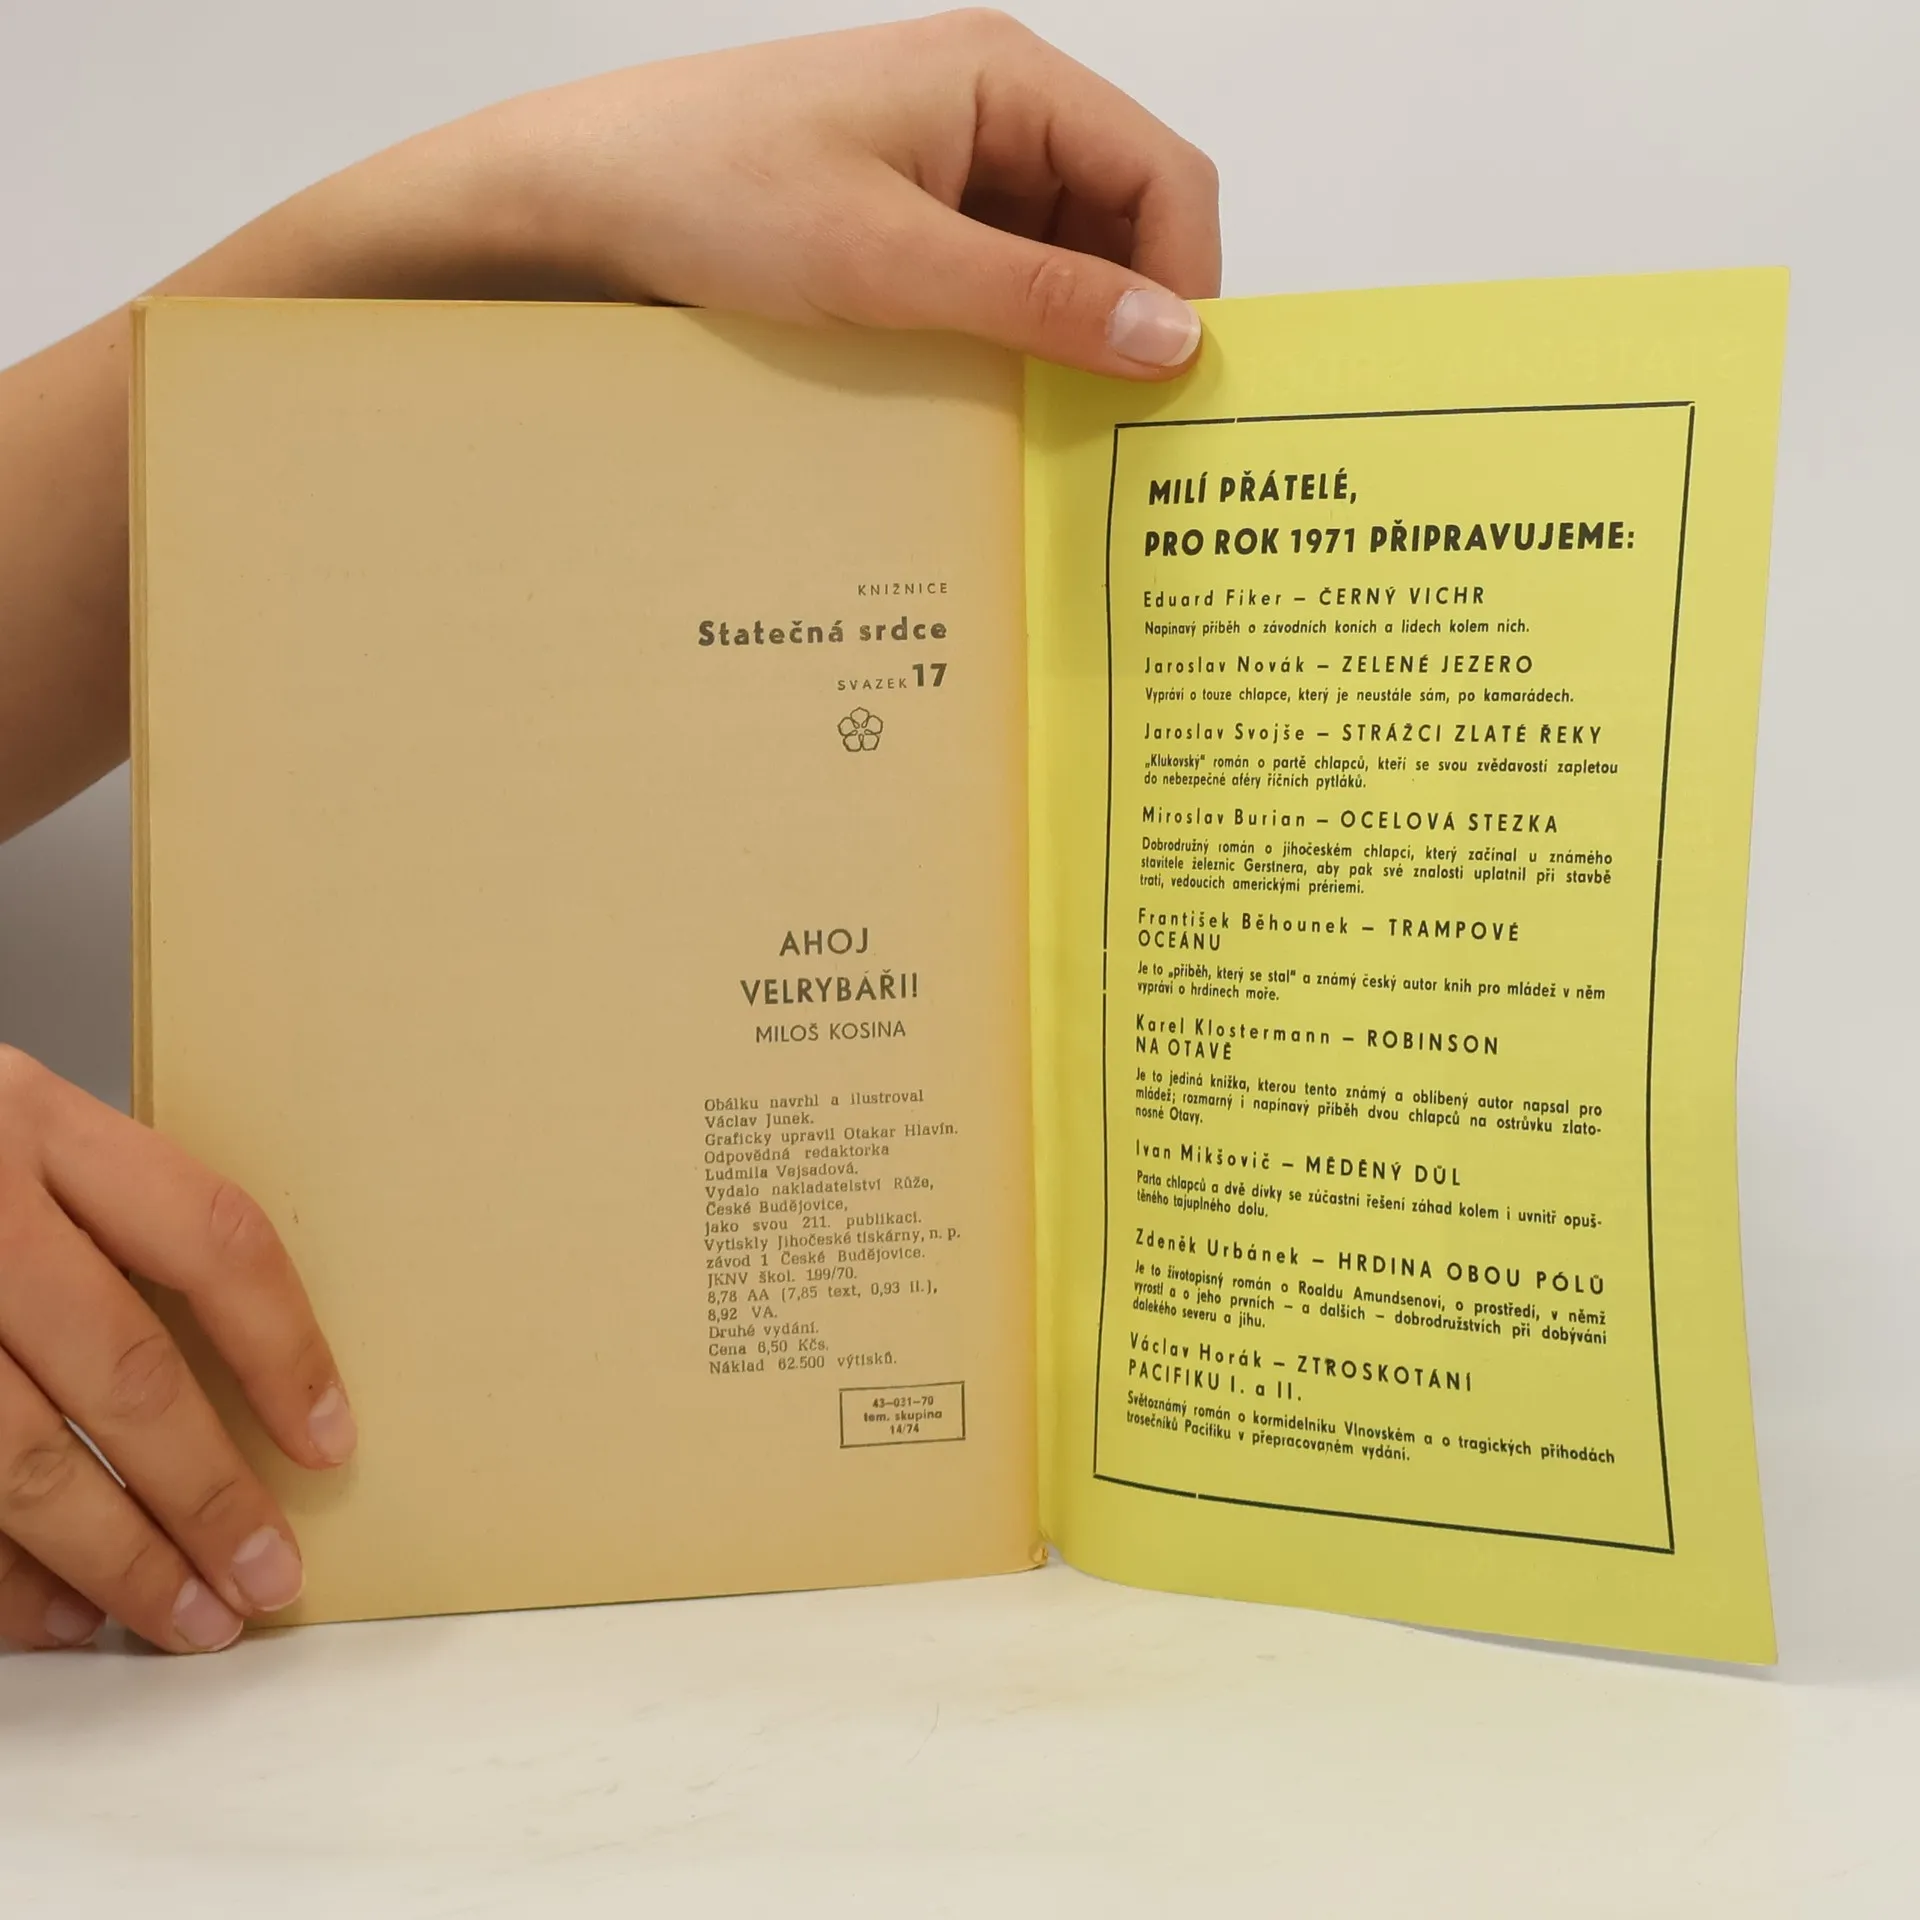 KNIŽNICE
Statečná srdce
SVAZEK 17
AHOJ
VELRYBÁŘI!
MILOŠ KOSINA
Obálku navrhl a ilustroval
Václav Junek.
Graficky upravil Otakar Hlavín.
Odpovědná redaktorka
Ludmila Vejsadová.
Vydalo nakladatelství Růže,
České Budějovice,
jako svou 211. publikaci.
Vytiskly Jihočeské tiskárny, n. p.
závod 1 České Budějovice.
JKNV škol. 199/70.
8,78 AA (7,85 text, 0,93 il.),
8,92 VA.
Druhé vydání.
Cena 6,50 Kčs.
Náklad 62.500 výtisků.
43—031—70
tem. skupina
14/74
MILÍ PŘÁTELÉ,
PRO ROK 1971 PŘIPRAVUJEME:
Eduard Fiker – ČERNÝ VICHR
Napínavý příběh o závodních koních a lidech kolem nich.
Jaroslav Novák – ZELENÉ JEZERO
Vypráví o touze chlapce, který je neustále sám, po kamarádech.
Jaroslav Svojše – STRÁŽCI ZLATÉ ŘEKY
„Klukovský" román o partě chlapců, kteří se svou zvědavostí zapletou
do nebezpečné aféry říčních pytláků.
Miroslav Burian – OCELOVÁ STEZKA
Dobrodružný román o jihočeském chlapci, který začínal u známého
stavitele železnic Gerstnera, aby pak své znalosti uplatnil při stavbě
trati, vedoucích americkými prériemi.
František Běhounek – TRAMPOVÉ
OCEÁNU
Je to „příběh, který se stal" a známý český autor knih pro mládež v něm
vypráví o hrdinech moře.
Karel Klostermann – ROBINSON
NA OTAVĚ
Je to jediná knížka, kterou tento známý a oblíbený autor napsal pro
mládež; rozmarný i napínavý příběh dvou chlapců na ostrůvku zlato-
nosné Otavy.
Ivan Mikšovič – MĚDĚNÝ DŮL
Parta chlapců a dvě dívky se zúčastní řešení záhad kolem i uvnitř opuš-
těného tajuplného dolu.
Zdeněk Urbánek – HRDINA OBOU PÓLŮ
Je to životopisný román o Roaldu Amundsenovi, o prostředí, v němž
vyrostl a o jeho prvních – a dalších – dobrodružstvích při dobývání
dalekého severu a jihu.
Václav Horák – ZTROSKOTÁNÍ
PACIFIKU I. a II.
Světoznámý román o kormidelníku Vlnovském a o tragických příhodách
trosečníků Pacifiku v přepracovaném vydání.